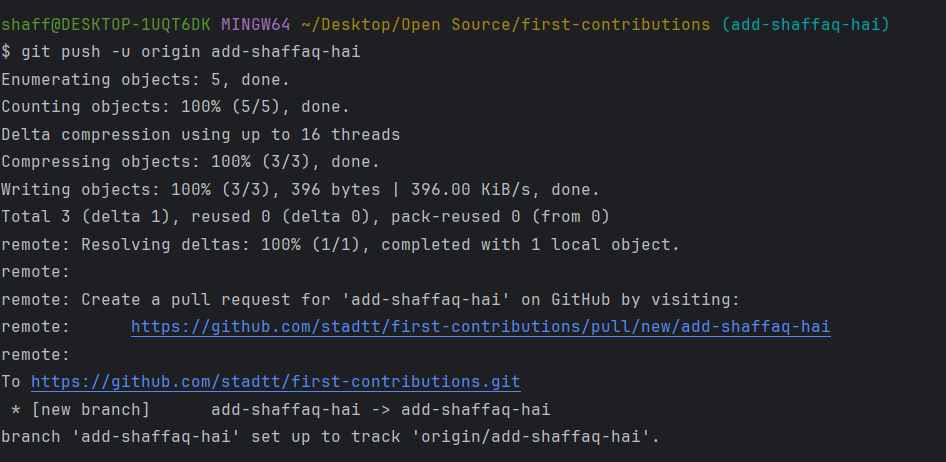 shaff@DESKTOP-1UQT6DK MINGW64 ~/Desktop/Open Source/first-contributions (add-shaffaq-hai)
$ git push -u origin add-shaffaq-hai
Enumerating objects: 5, done.
Counting objects: 100% (5/5), done.
Delta compression using up to 16 threads
Compressing objects: 100% (3/3), done.
Writing objects: 100% (3/3), 396 bytes | 396.00 KiB/s, done.
Total 3 (delta 1), reused 0 (delta 0), pack-reused 0 (from 0)
remote: Resolving deltas: 100% (1/1), completed with 1 local object.
remote:
remote: Create a pull request for 'add-shaffaq-hai' on GitHub by visiting:
remote:      https://github.com/stadtt/first-contributions/pull/new/add-shaffaq-hai
remote:
To https://github.com/stadtt/first-contributions.git
 * [new branch]      add-shaffaq-hai -> add-shaffaq-hai
branch 'add-shaffaq-hai' set up to track 'origin/add-shaffaq-hai'.